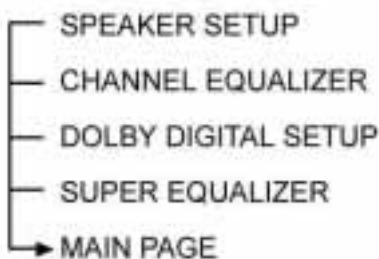 SPEAKER SETUP
CHANNEL EQUALIZER
DOLBY DIGITAL SETUP
SUPER EQUALIZER
MAIN PAGE